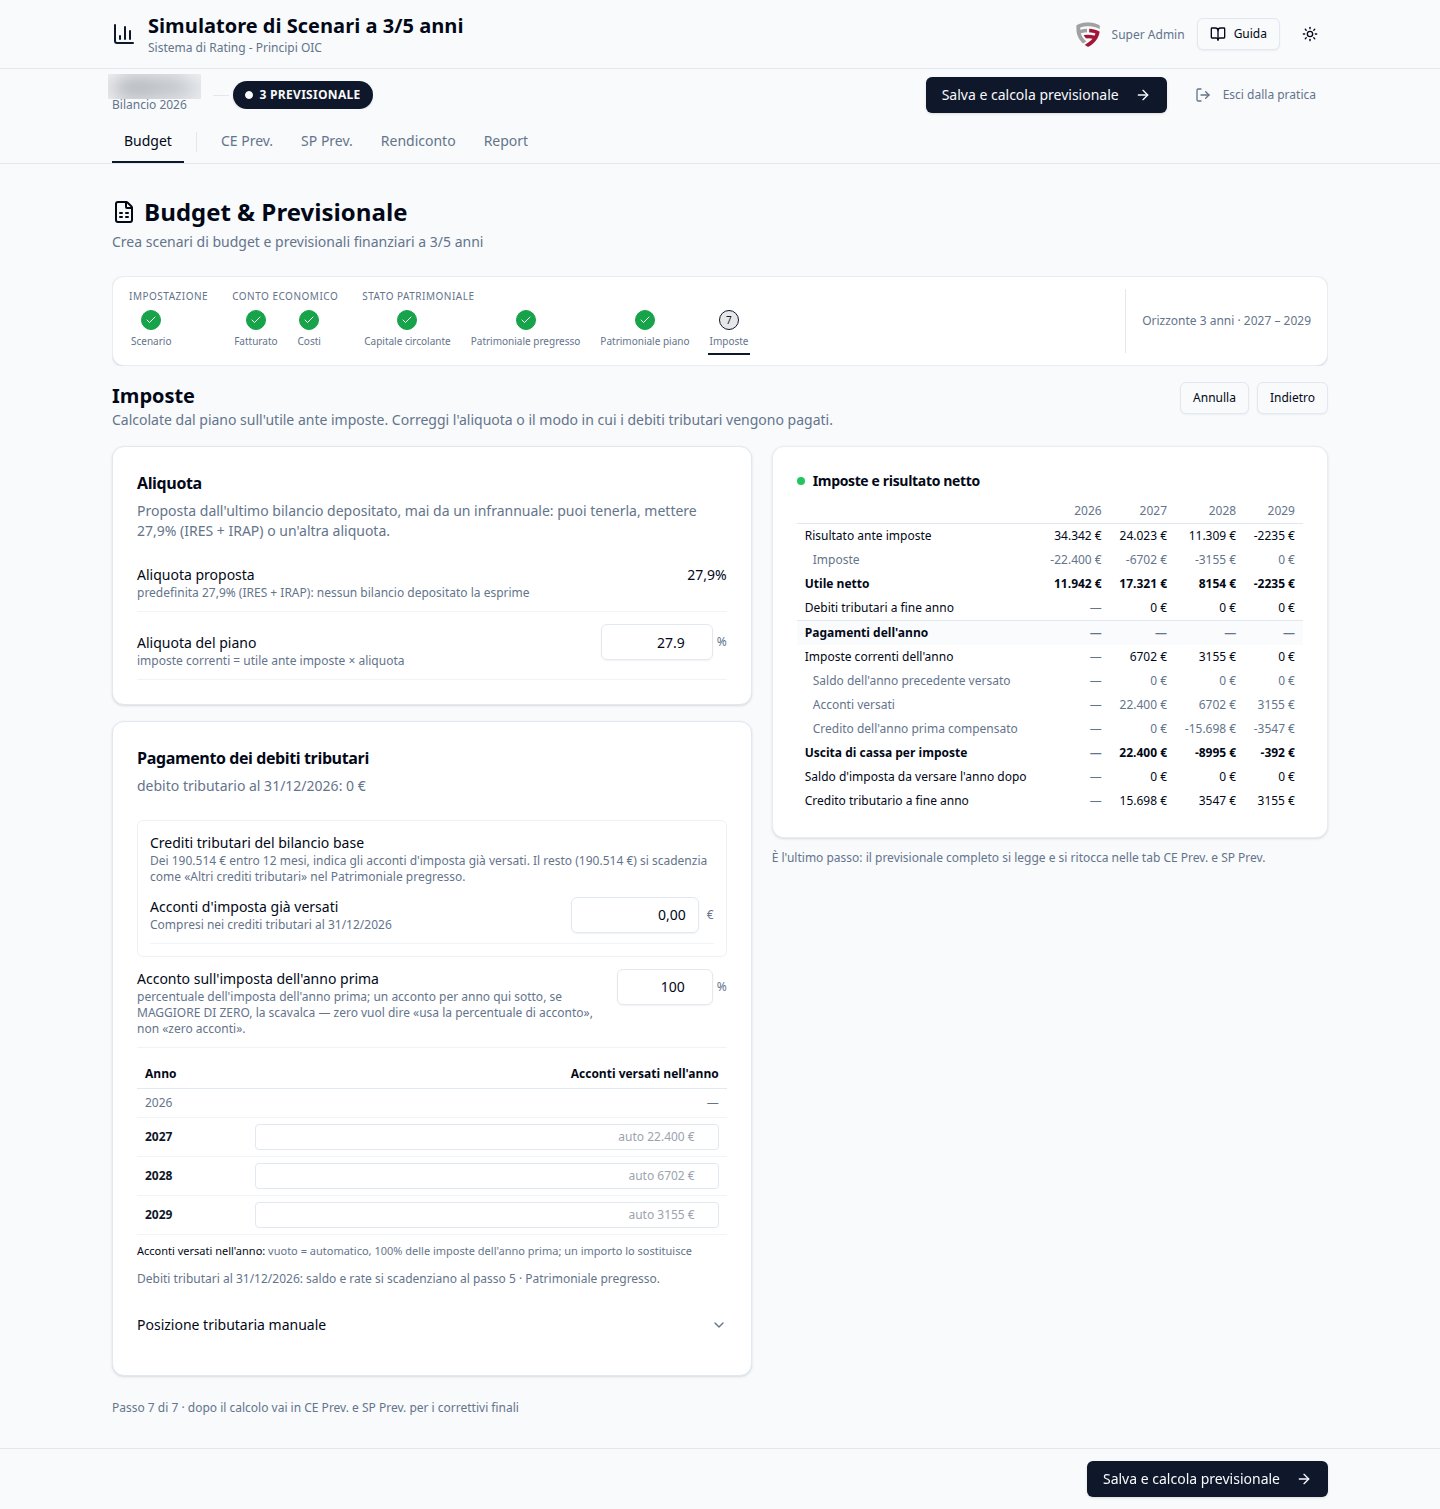 Simulatore di Scenari a 3/5 anni
Sistema di Rating - Principi OIC
Super Admin
Guida
Bilancio 2026
3 PREVISIONALE
Salva e calcola previsionale
Esci dalla pratica
Budget
CE Prev.
SP Prev.
Rendiconto
Report
Budget & Previsionale
Crea scenari di budget e previsionali finanziari a 3/5 anni
IMPOSTAZIONE
CONTO ECONOMICO
STATO PATRIMONIALE
7
Scenario
Fatturato
Costi
Capitale circolante
Patrimoniale pregresso
Patrimoniale piano
Imposte
Orizzonte 3 anni · 2027 – 2029
Imposte
Calcolate dal piano sull'utile ante imposte. Correggi l'aliquota o il modo in cui i debiti tributari vengono pagati.
Annulla
Indietro
Aliquota
Proposta dall'ultimo bilancio depositato, mai da un infrannuale: puoi tenerla, mettere
27,9% (IRES + IRAP) o un'altra aliquota.
Aliquota proposta 27,9%
predefinita 27,9% (IRES + IRAP): nessun bilancio depositato la esprime
Aliquota del piano 27.9 %
imposte correnti = utile ante imposte × aliquota
Pagamento dei debiti tributari
debito tributario al 31/12/2026: 0 €
Crediti tributari del bilancio base
Dei 190.514 € entro 12 mesi, indica gli acconti d'imposta già versati. Il resto (190.514 €) si scadenzia
come «Altri crediti tributari» nel Patrimoniale pregresso.
Acconti d'imposta già versati 0,00 €
Compresi nei crediti tributari al 31/12/2026
Acconto sull'imposta dell'anno prima 100 %
percentuale dell'imposta dell'anno prima; un acconto per anno qui sotto, se
MAGGIORE DI ZERO, la scavalca — zero vuol dire «usa la percentuale di acconto»,
non «zero acconti».
Anno Acconti versati nell'anno
2026 —
2027 auto 22.400 €
2028 auto 6702 €
2029 auto 3155 €
Acconti versati nell'anno: vuoto = automatico, 100% delle imposte dell'anno prima; un importo lo sostituisce
Debiti tributari al 31/12/2026: saldo e rate si scadenziano al passo 5 · Patrimoniale pregresso.
Posizione tributaria manuale
Imposte e risultato netto
2026 2027 2028 2029
Risultato ante imposte 34.342 € 24.023 € 11.309 € -2235 €
Imposte -22.400 € -6702 € -3155 € 0 €
Utile netto 11.942 € 17.321 € 8154 € -2235 €
Debiti tributari a fine anno — 0 € 0 € 0 €
Pagamenti dell'anno — — — —
Imposte correnti dell'anno — 6702 € 3155 € 0 €
Saldo dell'anno precedente versato — 0 € 0 € 0 €
Acconti versati — 22.400 € 6702 € 3155 €
Credito dell'anno prima compensato — 0 € -15.698 € -3547 €
Uscita di cassa per imposte — 22.400 € -8995 € -392 €
Saldo d'imposta da versare l'anno dopo — 0 € 0 € 0 €
Credito tributario a fine anno — 15.698 € 3547 € 3155 €
È l'ultimo passo: il previsionale completo si legge e si ritocca nelle tab CE Prev. e SP Prev.
Passo 7 di 7 · dopo il calcolo vai in CE Prev. e SP Prev. per i correttivi finali
Salva e calcola previsionale